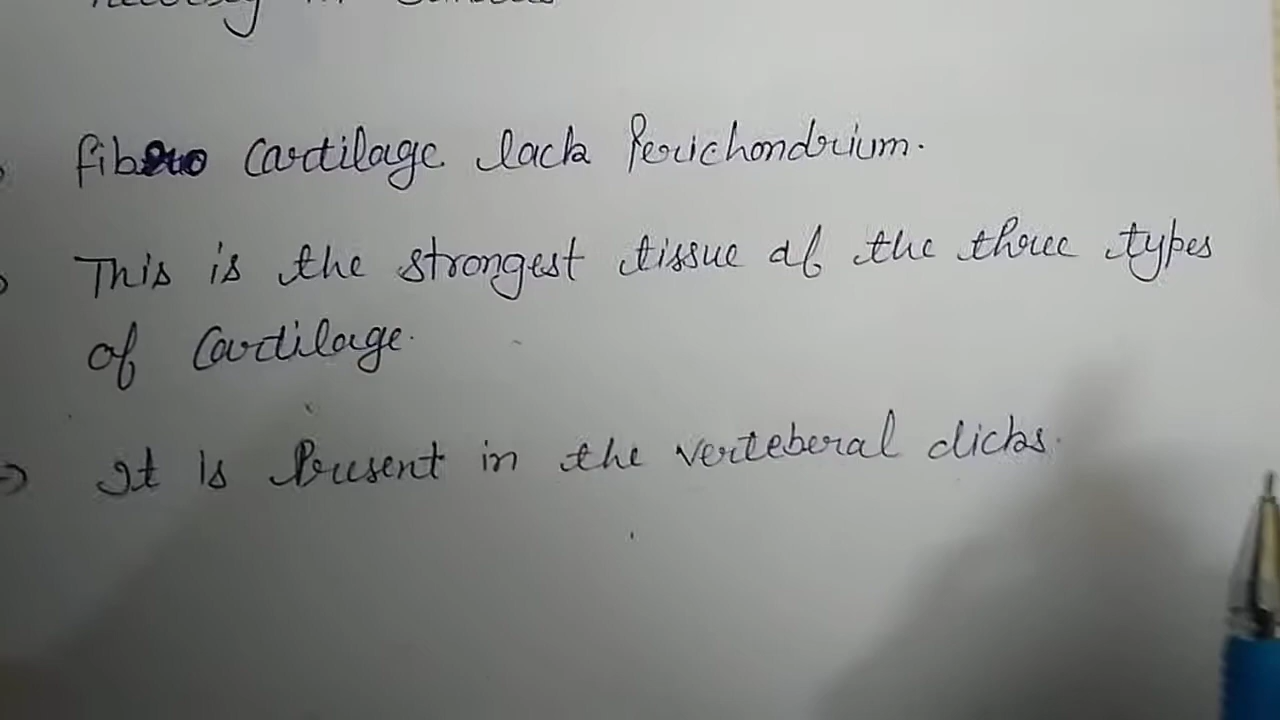 fibro Cartilage lack Perichondrium.
This is the strongest tissue of the three types
of Cartilage.
→ It is Present in the verteberal dicks.